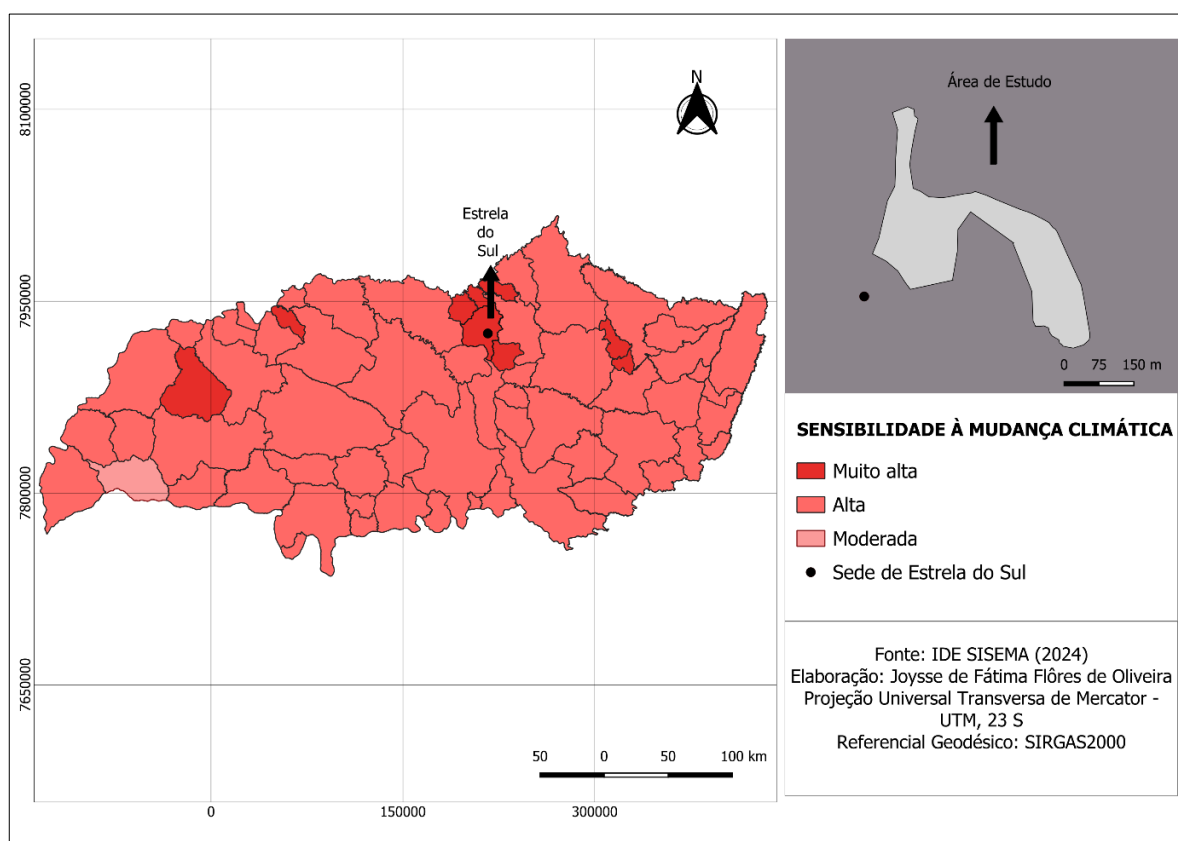 8100000
7950000
7800000
7650000
0
150000
300000
N
Estrela
do
Sul
50 0 50 100 km
Área de Estudo
0 75 150 m
SENSIBILIDADE À MUDANÇA CLIMÁTICA
Muito alta
Alta
Moderada
Sede de Estrela do Sul
Fonte: IDE SISEMA (2024)
Elaboração: Joysse de Fátima Flôres de Oliveira
Projeção Universal Transversa de Mercator -
UTM, 23 S
Referencial Geodésico: SIRGAS2000